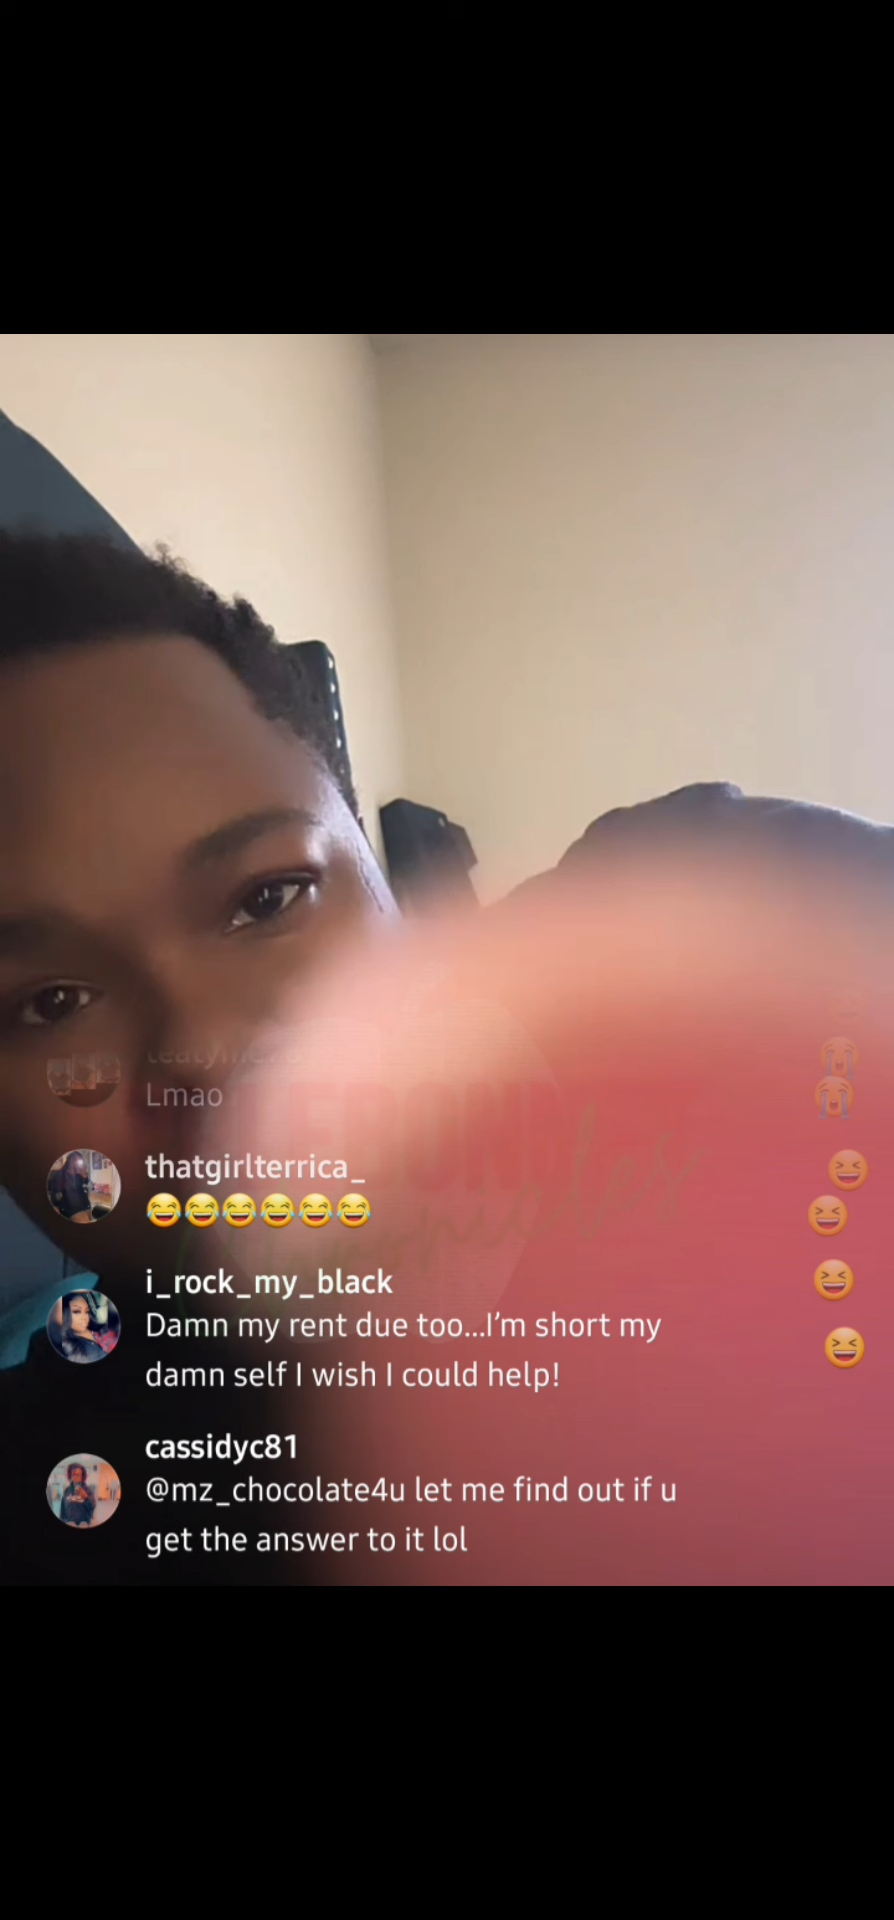 Lmao
thatgirlterrica_
😂😂😂😂😂😂
i_rock_my_black
Damn my rent due too...I'm short my
damn self I wish I could help!
cassidyc81
@mz_chocolate4u let me find out if u
get the answer to it lol